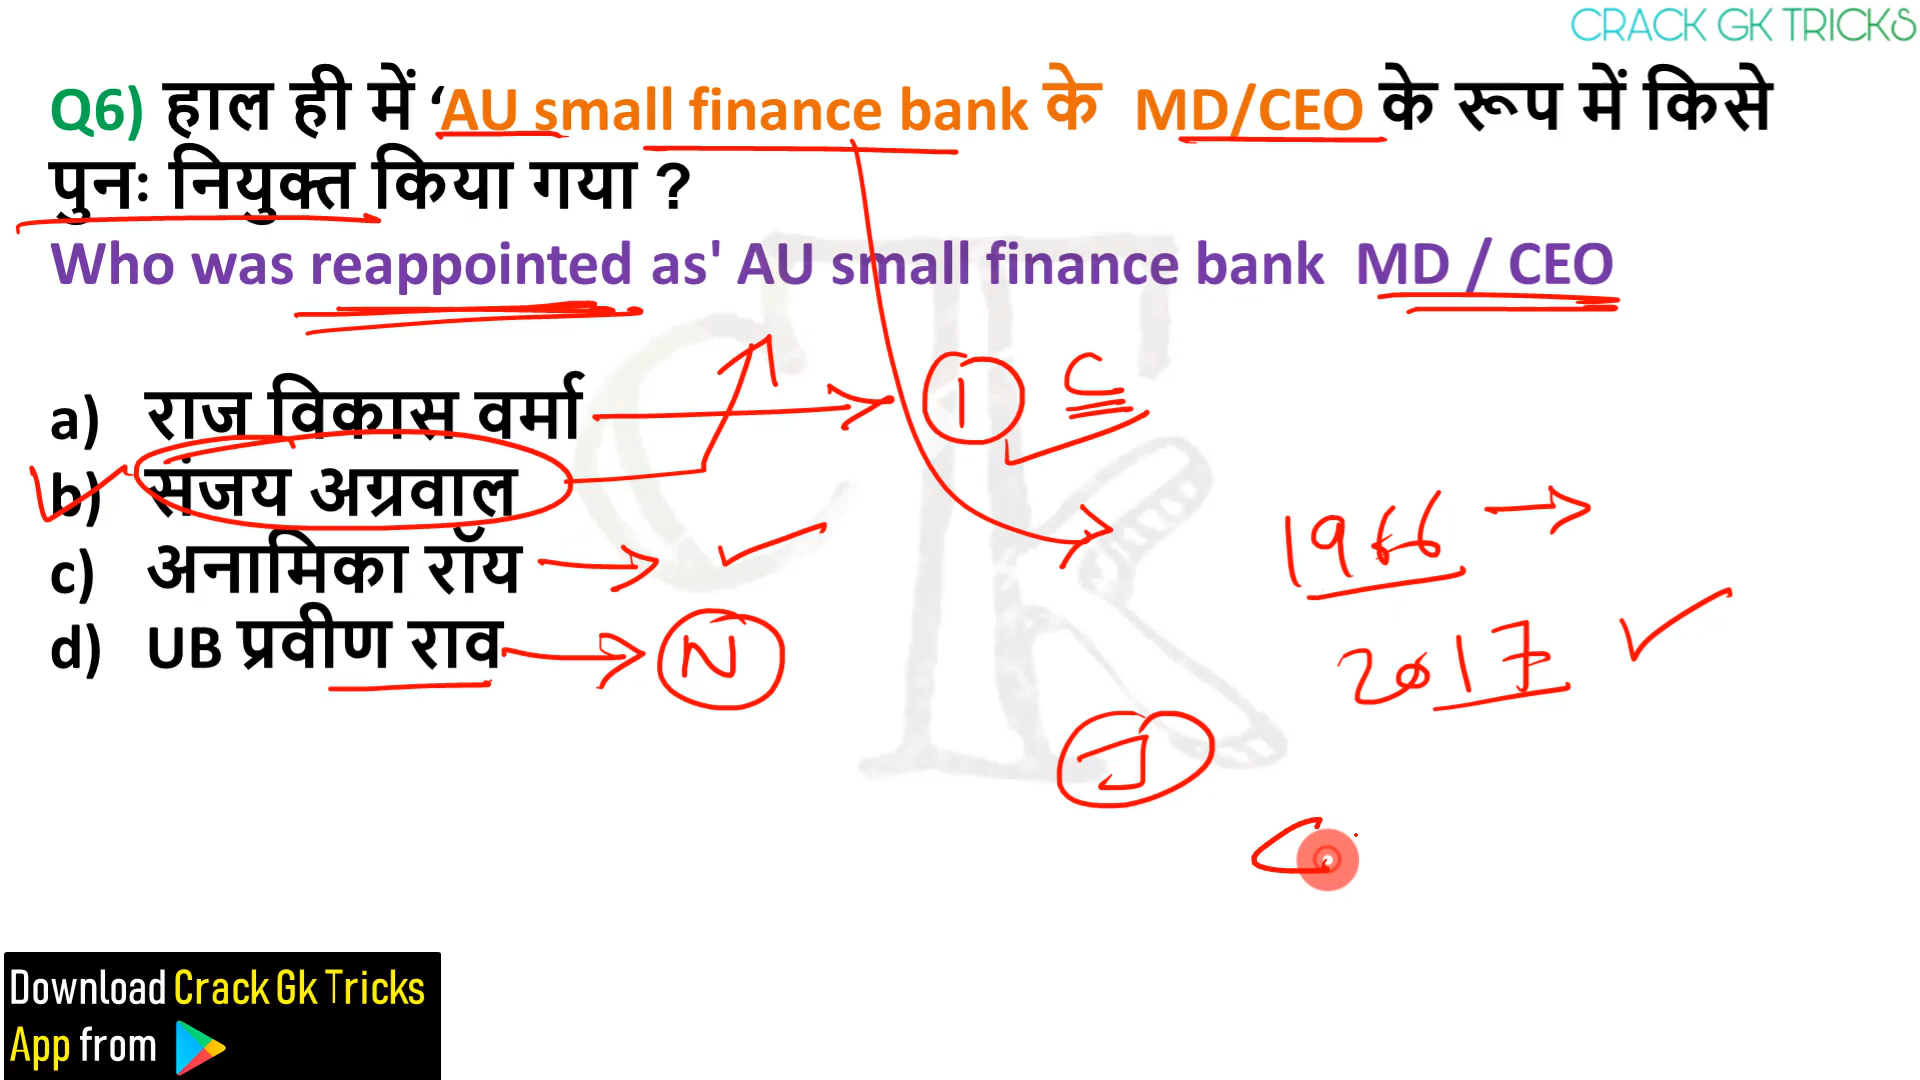 CRACK GK TRICKS
Q6) हाल ही में ‘AU small finance bank के MD/CEO के रूप में किसे
पुनः नियुक्त किया गया ?
Who was reappointed as' AU small finance bank MD / CEO
a) राज विकास वर्मा
b) संजय अग्रवाल
c) अनामिका रॉय
d) UB प्रवीण राव
1966
2017
N
J
Download Crack Gk Tricks
App from